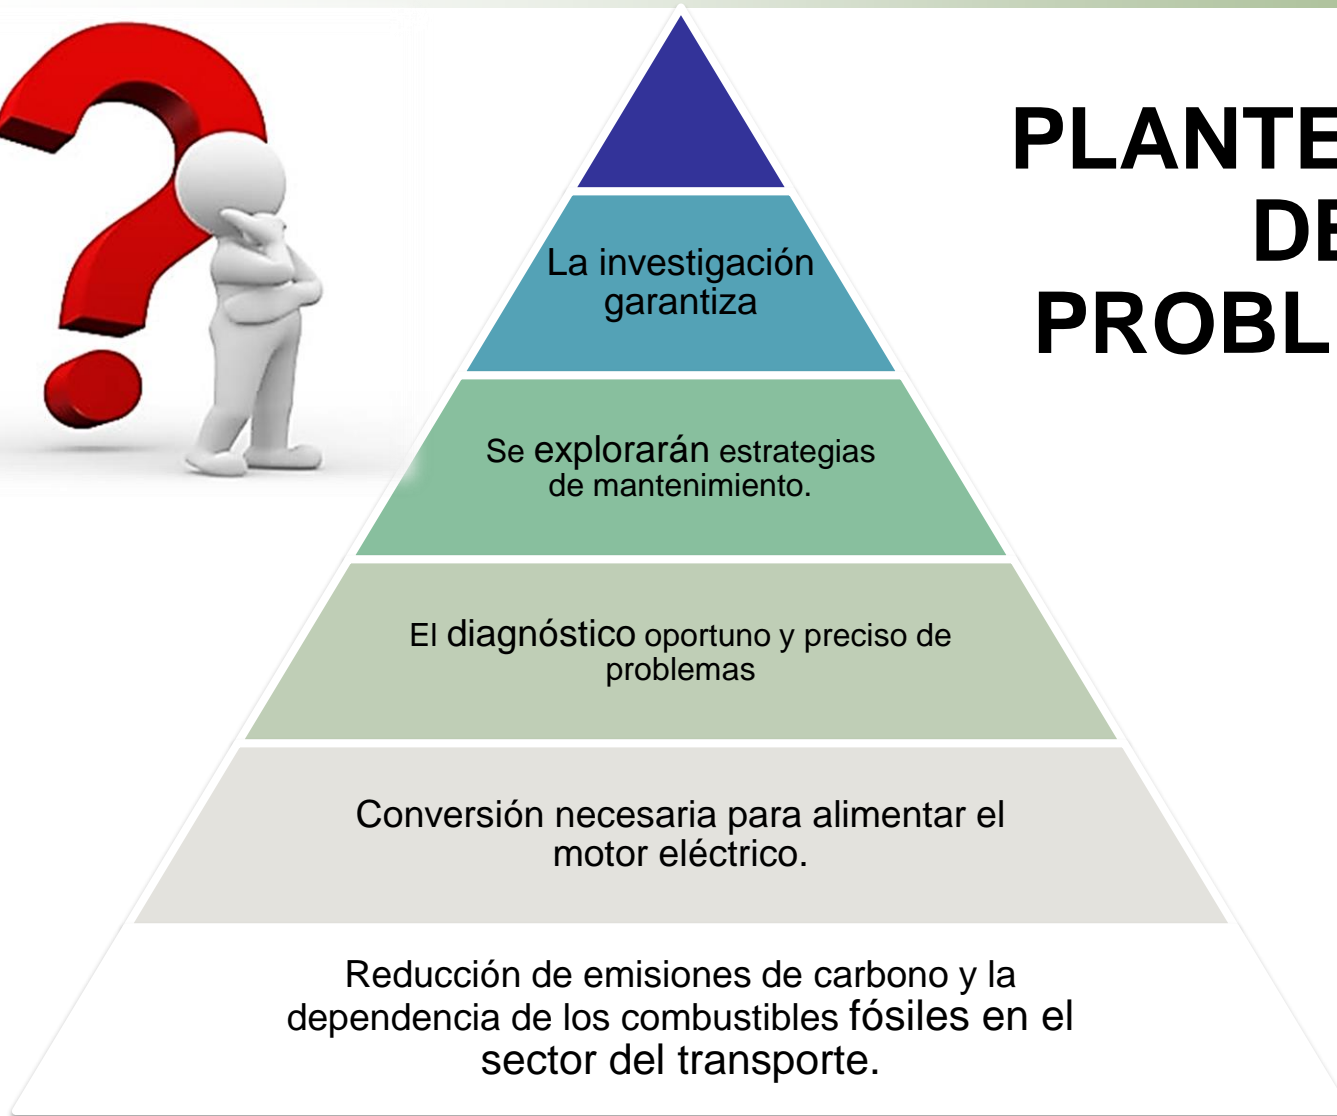 PLANTE
DE
PROBL
La investigación
garantiza
Se explorarán estrategias
de mantenimiento.
El diagnóstico oportuno y preciso de
problemas
Conversión necesaria para alimentar el
motor eléctrico.
Reducción de emisiones de carbono y la
dependencia de los combustibles fósiles en el
sector del transporte.